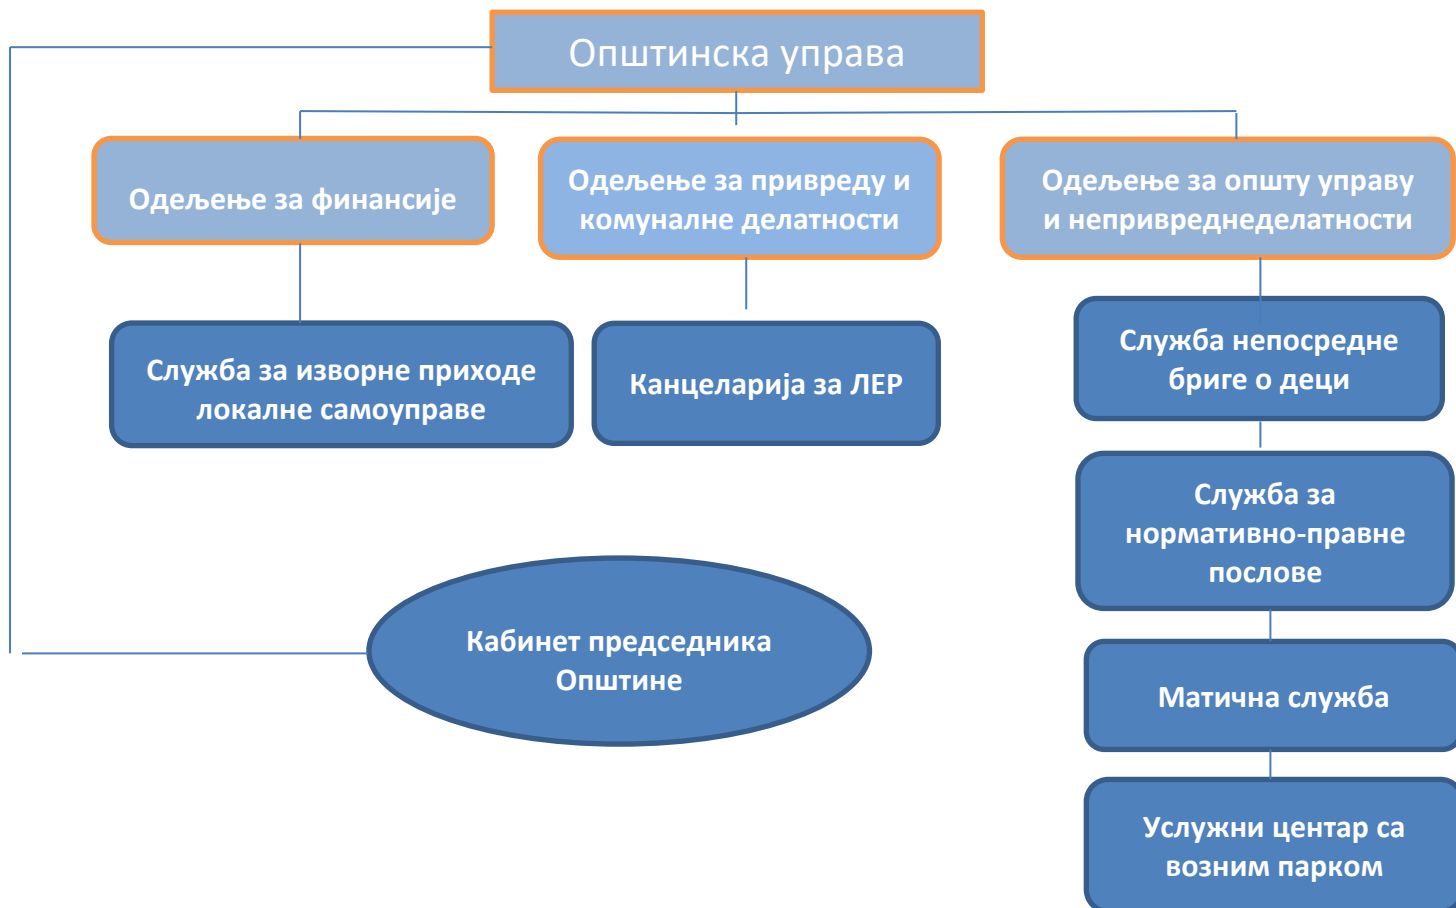 Општинска управа
Одељење за финансије
Одељење за привреду и
комуналне делатности
Одељење за општу управу
и непривреднеделатности
Служба за изворне приходе
локалне самоуправе
Канцеларија за ЛЕР
Служба непосредне
бриге о деци
Служба за
нормативно-правне
послове
Кабинет председника
Општине
Матична служба
Услужни центар са
возним парком